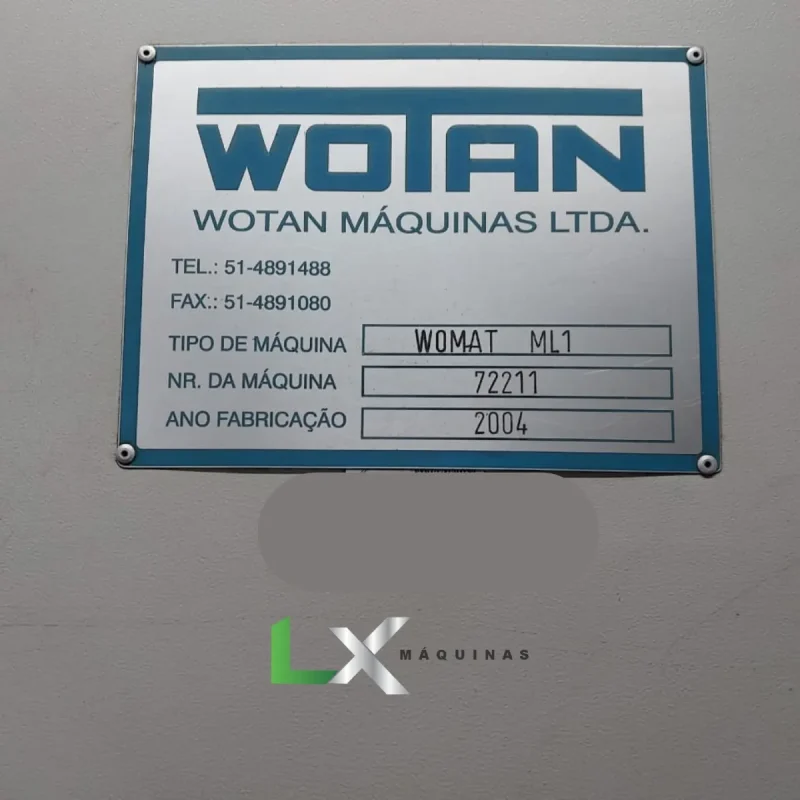 WOTAN
WOTAN MÁQUINAS LTDA.
TEL.: 51-4891488
FAX.: 51-4891080
TIPO DE MÁQUINA WOMAT ML1
NR. DA MÁQUINA 72211
ANO FABRICAÇÃO 2004
LX MÁQUINAS